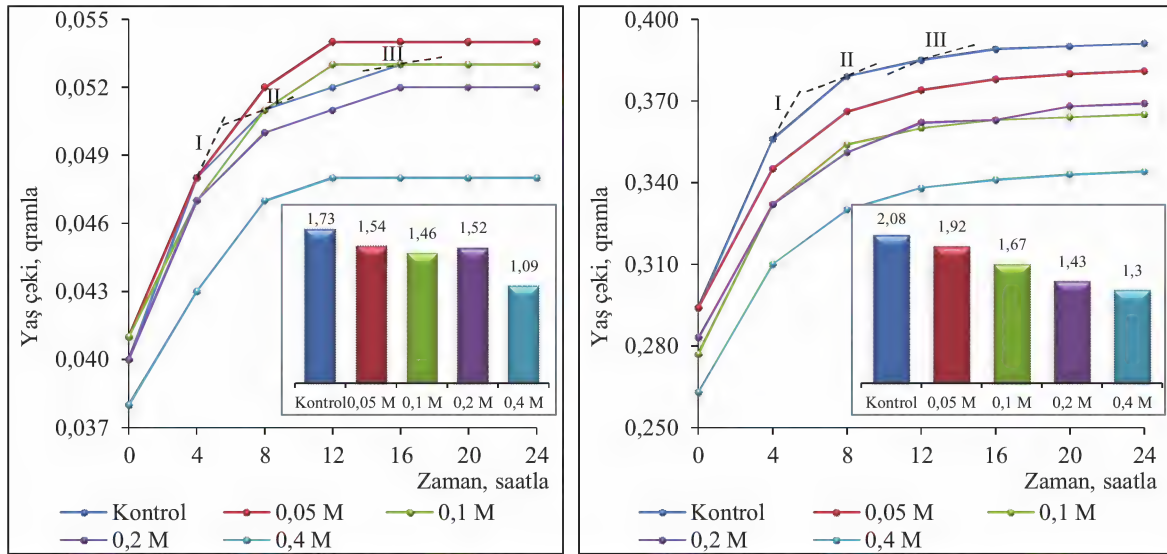 0,055
0,052
0,049
0,046
0,043
0,040
0,037
Yaş çəki, qramla
I
II
III
1,73
1,54
1,46
1,52
1,09
Kontrol 0,05 M 0,1 M 0,2 M 0,4 M
0 4 8 12 16 20 24
Zaman, saatla
Kontrol 0,05 M 0,1 M
0,2 M 0,4 M
0,400
0,370
0,340
0,310
0,280
0,250
Yaş çəki, qramla
I
II
III
2,08
1,92
1,67
1,43
1,3
Kontrol 0,05 M 0,1 M 0,2 M 0,4 M
0 4 8 12 16 20 24
Zaman, saatla
Kontrol 0,05 M 0,1 M
0,2 M 0,4 M